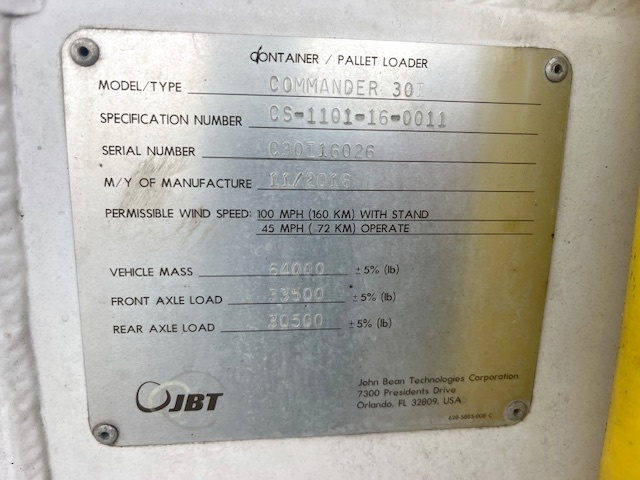 CONTAINER / PALLET LOADER
MODEL/TYPE COMMANDER 30I
SPECIFICATION NUMBER CS-1101-16-0011
SERIAL NUMBER C30I16026
M/Y OF MANUFACTURE 11/2016
PERMISSIBLE WIND SPEED: 100 MPH (160 KM) WITH STAND
45 MPH (.72 KM) OPERATE
VEHICLE MASS 64000 ±5% (lb)
FRONT AXLE LOAD 33500 ±5% (lb)
REAR AXLE LOAD 30500 ±5% (lb)
JBT
John Bean Technologies Corporation
7300 Presidents Drive
Orlando, FL 32809, USA